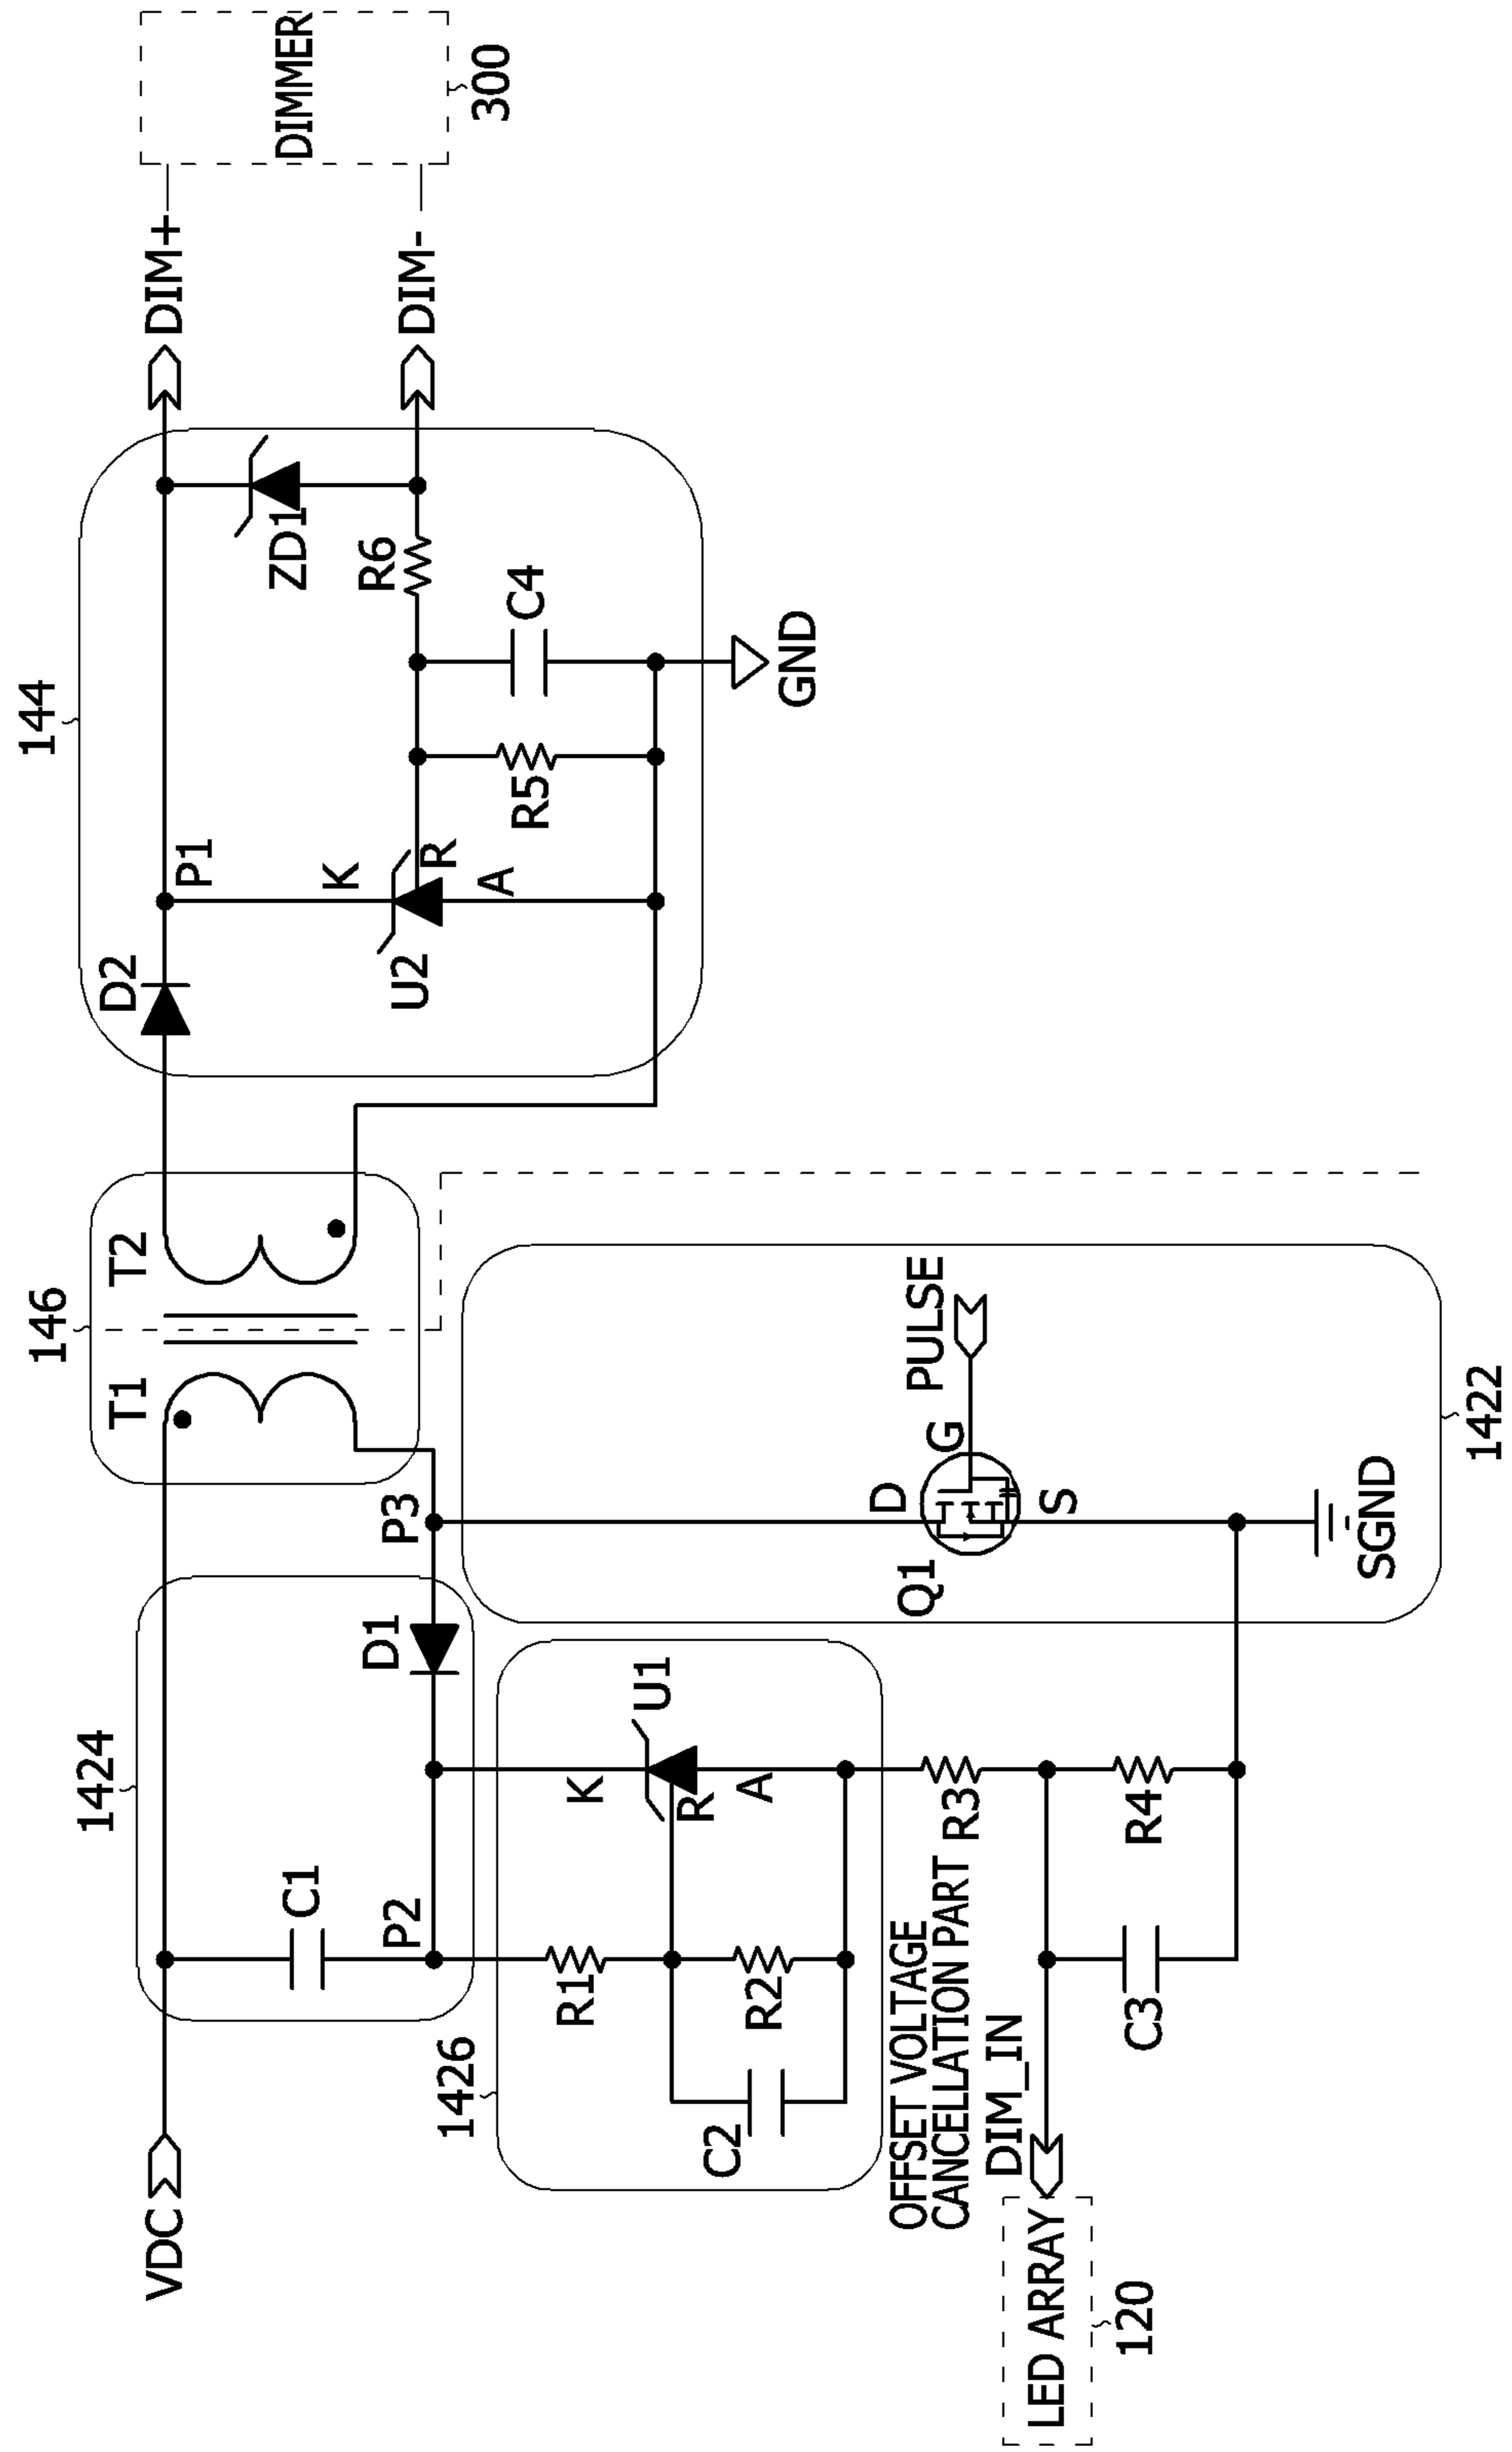 144
DIMMER
300
DIM+
DIM-
ZD1
R6
C4
GND
R5
P1
K
R
A
U2
D2
146
T2
T1
PULSE
G
D
S
Q1
SGND
1422
P3
1424
D1
C1
P2
1426
U1
K
R
A
R1
R2
C2
R3
R4
C3
OFFSET VOLTAGE
CANCELLATION PART
DIM_IN
VDC
LED ARRAY
120